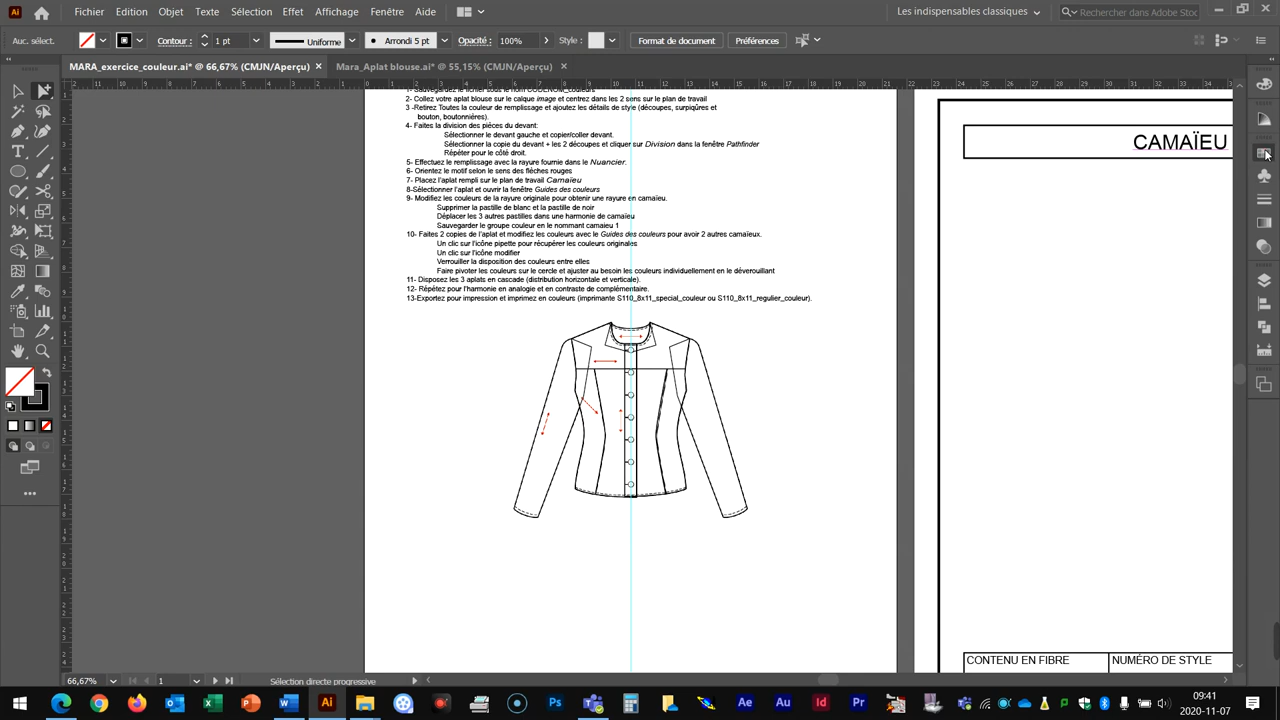 Fichier Édition Objet Texte Sélection Effet Affichage Fenêtre Aide
Les indispensables classiques
Rechercher dans Adobe Stock
Auc. sélect. Contour : 1 pt Uniforme Arrondi 5 pt Opacité : 100% Style : Format de document Préférences
MARA_exercice_couleur.ai* @ 66,67% (CMJN/Aperçu) × Mara_Aplat blouse.ai* @ 55,15% (CMJN/Aperçu) ×
1- Sauvegardez le fichier sous le nom CODENOM_couleurs
2- Collez votre aplat blouse sur le calque image et centrez dans les 2 sens sur le plan de travail
3 -Retirez Toutes la couleur de remplissage et ajoutez les détails de style (découpes, surpiqûres et
bouton, boutonnières).
4- Faites la division des pièces du devant:
Sélectionner le devant gauche et copier/coller devant.
Sélectionner la copie du devant + les 2 découpes et cliquer sur Division dans la fenêtre Pathfinder
Répéter pour le côté droit.
5- Effectuez le remplissage avec la rayure fournie dans le Nuancier.
6- Orientez le motif selon le sens des flèches rouges
7- Placez l'aplat rempli sur le plan de travail Camaïeu
8-Sélectionner l'aplat et ouvrir la fenêtre Guides des couleurs
9- Modifiez les couleurs de la rayure originale pour obtenir une rayure en camaïeu.
Supprimer la pastille de blanc et la pastille de noir
Déplacer les 3 autres pastilles dans une harmonie de camaïeu
Sauvegarder le groupe couleur en le nommant camaieu 1
10- Faites 2 copies de l'aplat et modifiez les couleurs avec le Guides des couleurs pour avoir 2 autres camaïeux.
Un clic sur l'icône pipette pour récupérer les couleurs originales
Un clic sur l'icône modifier
Verrouiller la disposition des couleurs entre elles
Faire pivoter les couleurs sur le cercle et ajuster au besoin les couleurs individuellement en le déverouillant
11- Disposez les 3 aplats en cascade (distribution horizontale et verticale).
12- Répétez pour l'harmonie en analogie et en contraste de complémentaire.
13-Exportez pour impression et imprimez en couleurs (imprimante S110_8x11_special_couleur ou S110_8x11_regulier_couleur).
CAMAÏEU
CONTENU EN FIBRE NUMÉRO DE STYLE
66,67% 1 Sélection directe progressive
09:41
2020-11-07